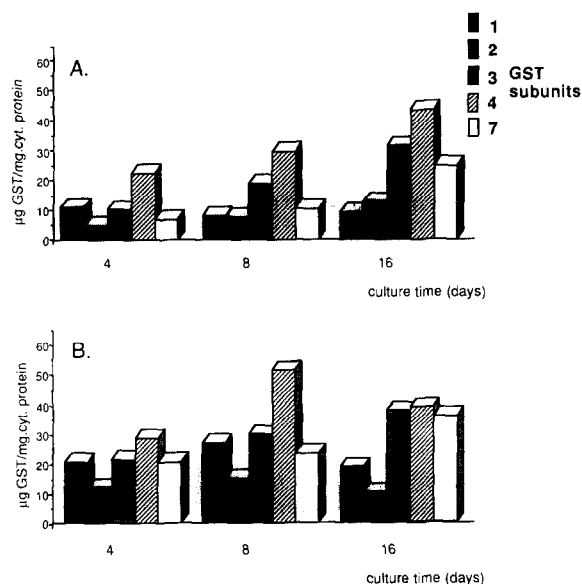 1
2
3 GST
subunits
4
7
A.
µg GST/mg.cyt. protein
60
50
40
30
20
10
0
4 8 16
culture time (days)
B.
µg GST/mg.cyt. protein
60
50
40
30
20
10
0
4 8 16
culture time (days)